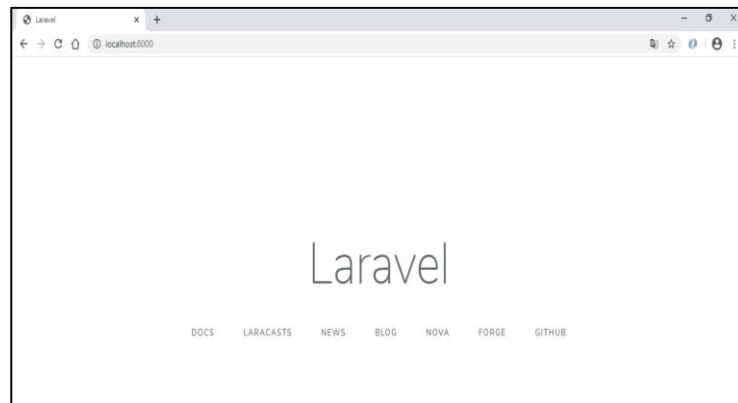 Laravel
localhost:8000
Laravel
DOCS LARACASTS NEWS BLOG NOVA FORGE GITHUB